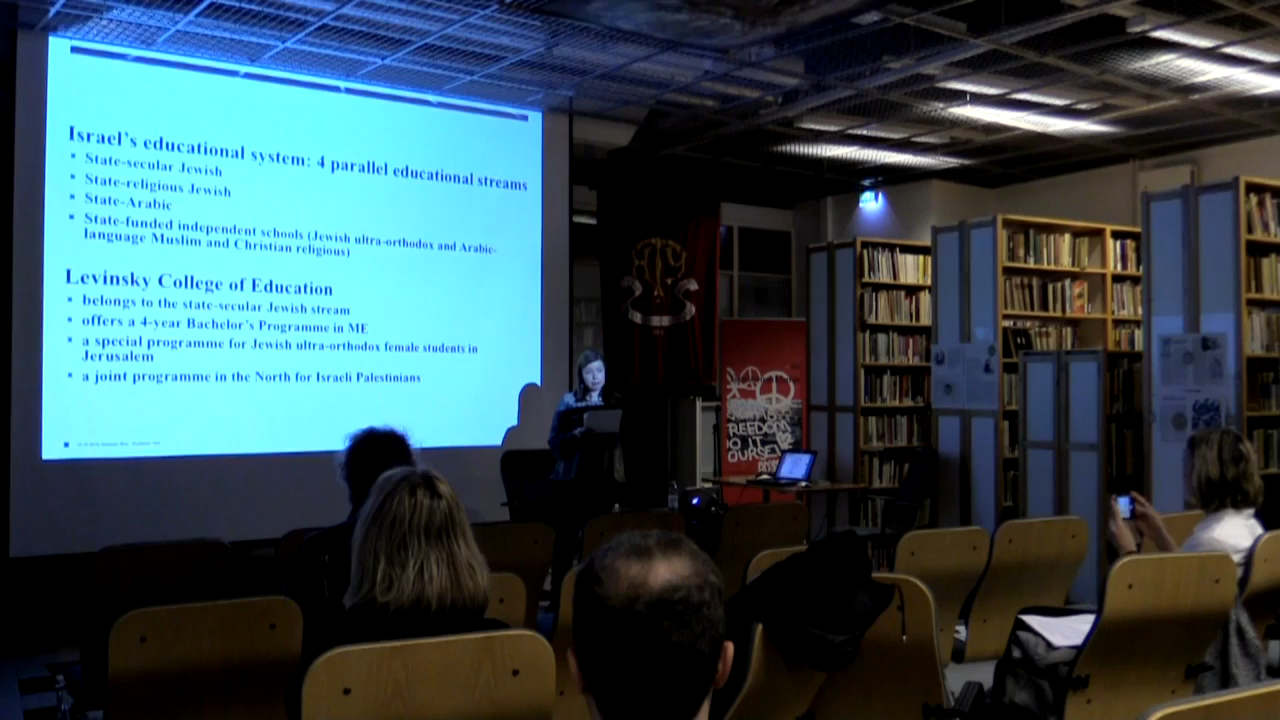 Israel's educational system: 4 parallel educational streams
State-secular Jewish
State-religious Jewish
State-Arabic
State-funded independent schools (Jewish ultra-orthodox and Arabic-
language Muslim and Christian religious)
Levinsky College of Education
belongs to the state-secular Jewish stream
offers a 4-year Bachelor's Programme in ME
a special programme for Jewish ultra-orthodox female students in
Jerusalem
a joint programme in the North for Israeli Palestinians
FREEDOM
DO IT